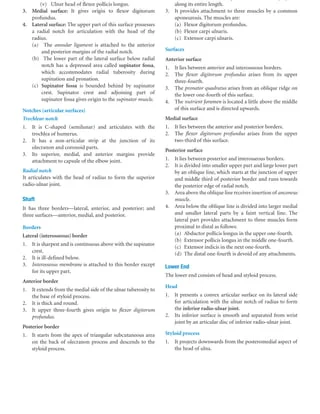 (v) Ulnar head of flexor pollicis longus.
3. Medial surface: It gives origin to flexor digitorum
profundus.
4. Lateral surface: The upper part of this surface possesses
a radial notch for articulation with the head of the
radius.
(a) The annular ligament is attached to the anterior
and posterior margins of the radial notch.
(b) The lower part of the lateral surface below radial
notch has a depressed area called supinator fossa,
which accommodates radial tuberosity during
supination and pronation.
(c) Supinator fossa is bounded behind by supinator
crest. Supinator crest and adjoining part of
supinator fossa gives origin to the supinator muscle.
Notches (articular surfaces)
Trochlear notch
1. It is C-shaped (semilunar) and articulates with the
trochlea of humerus.
2. It has a non-articular strip at the junction of its
olecranon and coronoid parts.
3. Its superior, medial, and anterior margins provide
attachment to capsule of the elbow joint.
Radial notch
It articulates with the head of radius to form the superior
radio-ulnar joint.
Shaft
It has three borders—lateral, anterior, and posterior; and
three surfaces—anterior, medial, and posterior.
Borders
Lateral (interosseous) border
1. It is sharpest and is continuous above with the supinator
crest.
2. It is ill-defined below.
3. Interosseous membrane is attached to this border except
for its upper part.
Anterior border
1. It extends from the medial side of the ulnar tuberosity to
the base of styloid process.
2. It is thick and round.
3. It upper three-fourth gives origin to flexor digitorum
profundus.
Posterior border
1. It starts from the apex of triangular subcutaneous area
on the back of olecranon process and descends to the
styloid process.
along its entire length.
3. It provides attachment to three muscles by a common
aponeurosis. The muscles are:
(a) Flexor digitorum profundus.
(b) Flexor carpi ulnaris.
(c) Extensor carpi ulnaris.
Surfaces
Anterior surface
1. It lies between anterior and interosseous borders.
2. The flexor digitorum profundus arises from its upper
three-fourth.
3. The pronator quadratus arises from an oblique ridge on
the lower one-fourth of this surface.
4. The nutrient foramen is located a little above the middle
of this surface and is directed upwards.
Medial surface
1. It lies between the anterior and posterior borders.
2. The flexor digitorum profundus arises from the upper
two-third of this surface.
Posterior surface
1. It lies between posterior and interosseous borders.
2. It is divided into smaller upper part and large lower part
by an oblique line, which starts at the junction of upper
and middle third of posterior border and runs towards
the posterior edge of radial notch.
3. Area above the oblique line receives insertion of anconeus
muscle.
4. Area below the oblique line is divided into larger medial
and smaller lateral parts by a faint vertical line. The
lateral part provides attachment to three muscles form
proximal to distal as follows:
(a) Abductor pollicis longus in the upper one-fourth.
(b) Extensor pollicis longus in the middle one-fourth.
(c) Extensor indicis in the next one-fourth.
(d) The distal one-fourth is devoid of any attachments.
Lower End
The lower end consists of head and styloid process.
Head
1. It presents a convex articular surface on its lateral side
for articulation with the ulnar notch of radius to form
the inferior radio-ulnar joint.
2. Its inferior surface is smooth and separated from wrist
joint by an articular disc of inferior radio-ulnar joint.
Styloid process
1. It projects downwards from the posteromedial aspect of
the head of ulna.